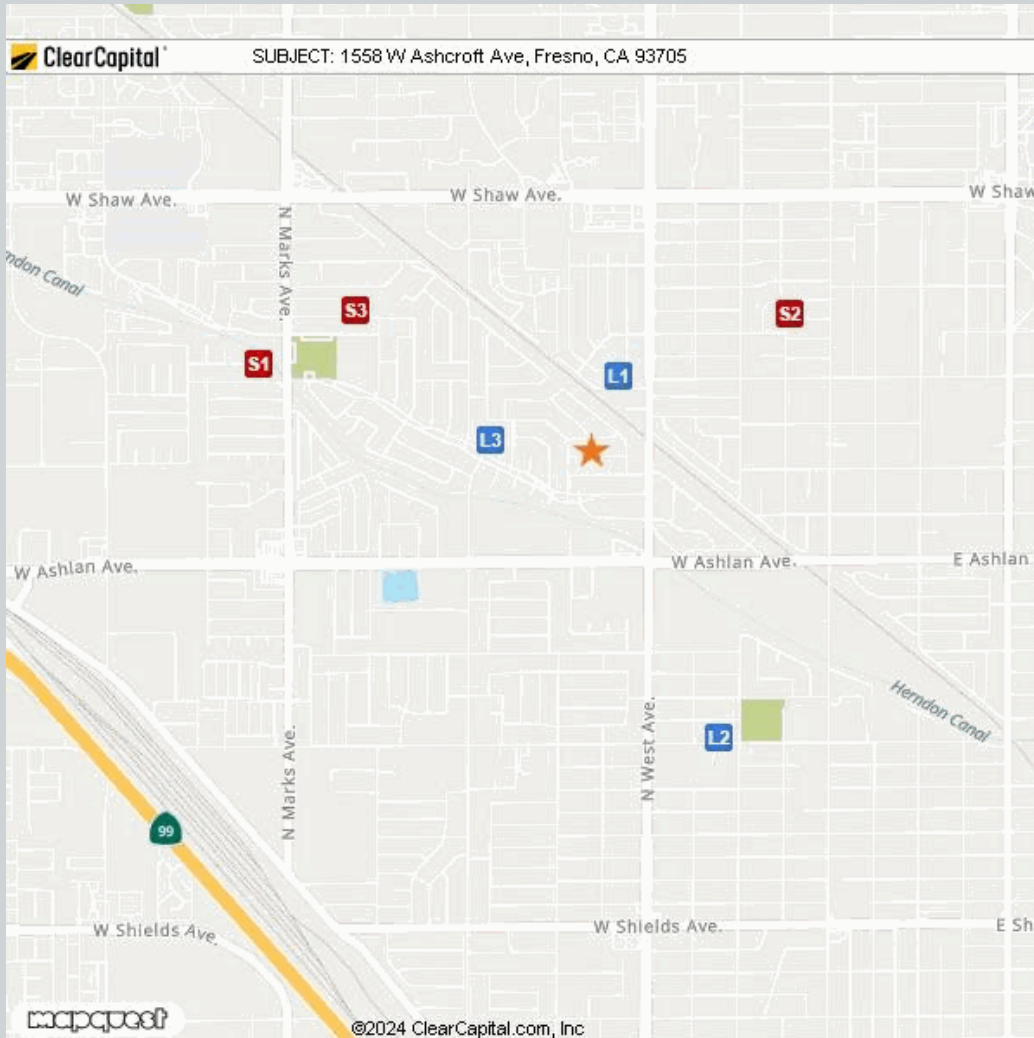 ClearCapital®
SUBJECT: 1558 W Ashcroft Ave, Fresno, CA 93705
W Shaw Ave.
W Shaw Ave.
W Shaw
N Marks Ave.
ndon Canal
S3
S2
S1
L1
L3
W Ashlan Ave.
W Ashlan Ave.
E Ashlan
Herndon Canal
L2
N West Ave.
N Marks Ave.
99
W Shields Ave.
W Shields Ave.
E Sh
mapquest
©2024 ClearCapital.com, Inc